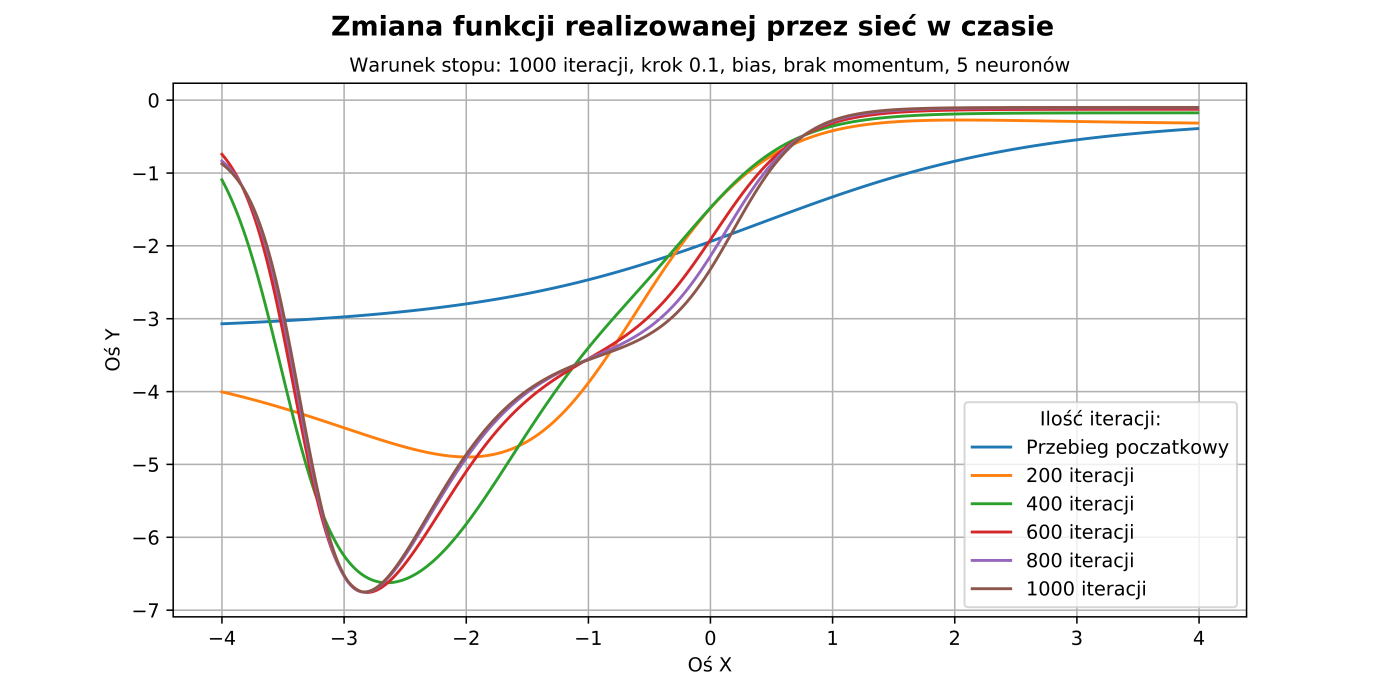 Zmiana funkcji realizowanej przez sieć w czasie
Warunek stopu: 1000 iteracji, krok 0.1, bias, brak momentum, 5 neuronów
0
−1
−2
−3
−4
−5
−6
−7
Oś Y
Ilość iteracji:
Przebieg poczatkowy
200 iteracji
400 iteracji
600 iteracji
800 iteracji
1000 iteracji
−4 −3 −2 −1 0 1 2 3 4
Oś X